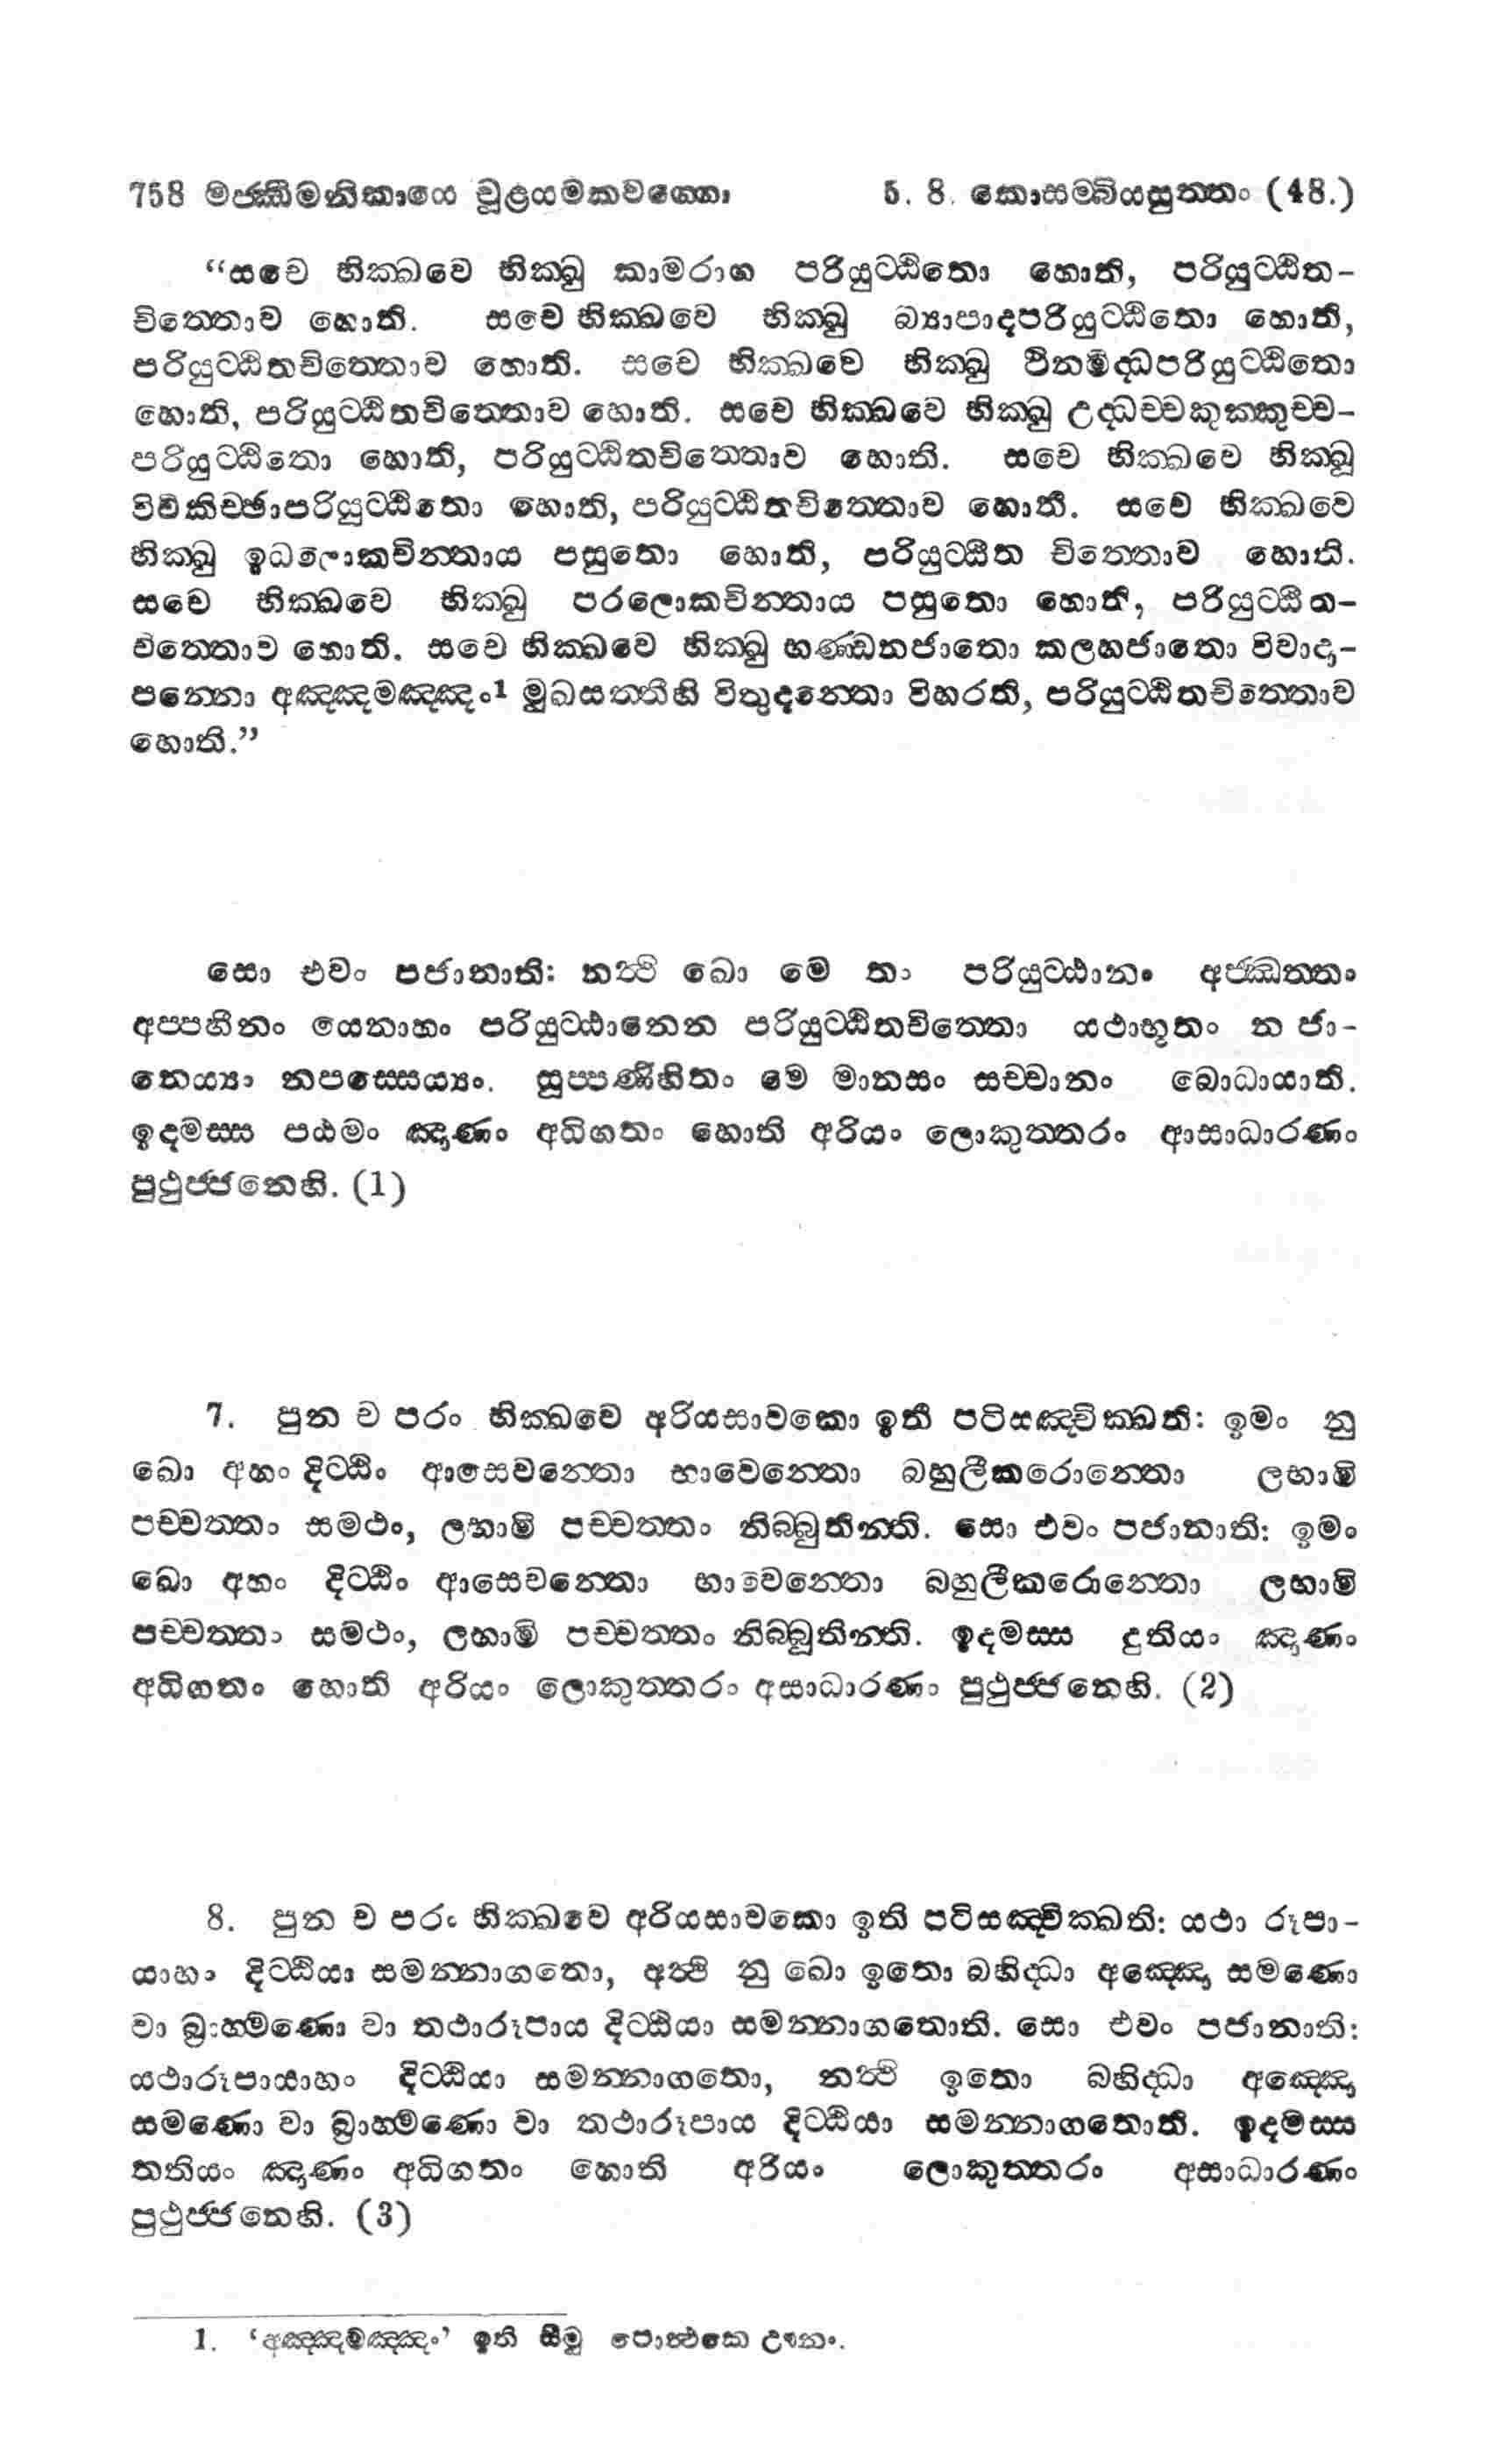 758 මජ්ඣිමනිකායෙ චූළයමකවග්ගො 5. 8. කොසම්බියසුත්තං (48.)
“සචෙ භික්ඛවෙ භික්ඛු කාමරාග පරියුට්ඨිතො හොති, පරියුට්ඨිත-
චිත්තොව හොති. සචෙ භික්ඛවෙ භික්ඛු බ්‍යාපාදපරියුට්ඨිතො හොති,
පරියුට්ඨිතචිත්තොව හොති. සචෙ භික්ඛවෙ භික්ඛු ථිනමිද්ධපරියුට්ඨිතො
හොති, පරියුට්ඨිතචිත්තොව හොති. සචෙ භික්ඛවෙ භික්ඛු උද්ධච්චකුක්කුච්ච-
පරියුට්ඨිතො හොති, පරියුට්ඨිතචිත්තොව හොති. සචෙ භික්ඛවෙ භික්ඛූ
විචිකිච්ඡාපරියුට්ඨිතො හොති, පරියුට්ඨිතචිත්තොව හොතී. සචෙ භික්ඛවෙ
භික්ඛු ඉධලොකචින්තාය පසුතො හොති, පරියුට්ඨිත චිත්තොව හොති.
සචෙ භික්ඛවෙ භික්ඛු පරලොකචින්තාය පසුතො හොති, පරියුට්ඨිත-
චිත්තොව හොති. සචෙ භික්ඛවෙ භික්ඛු භණ්ඩනජාතො කලහජාතො විවාදා-
පන්නො අඤ්ඤමඤ්ඤං¹ මුඛසත්තීහි විතුදන්තො විහරති, පරියුට්ඨිතචිත්තොව
හොති.”
සො එවං පජානාති: නත්ථි ඛො මෙ තං පරියුට්ඨානං අජ්ඣත්තං
අප්පහීනං යෙනාහං පරියුට්ඨානෙන පරියුට්ඨිතචිත්තො යථාභූතං න ජා-
නෙය්‍යං නපස්සෙය්‍යං. සූප්පණිහිතං මෙ මානසං සච්චානං බොධායාති.
ඉදමස්ස පඨමං ඤාණං අධිගතං හොති අරියං ලොකුත්තරං ආසාධාරණං
පුථුජ්ජනෙහි. (1)
7. පුන ච පරං භික්ඛවෙ අරියසාවකො ඉතී පටිසඤ්චික්ඛති: ඉමං නු
ඛො අහං දිට්ඨිං ආසෙවන්තො භාවෙන්තො බහුලීකරොන්තො ලභාමි
පච්චත්තං සමථං, ලභාමි පච්චත්තං නිබ්බුතින්ති. සො එවං පජානාති: ඉමං
ඛො අහං දිට්ඨිං ආසෙවන්තො භාවෙන්තො බහුලීකරොන්තො ලභාමි
පච්චත්තං සමථං, ලභාමි පච්චත්තං නිබ්බූතින්ති. ඉදමස්ස දුතියං ඤාණං
අධිගතං හොති අරියං ලොකුත්තරං අසාධාරණං පුථුජ්ජනෙහි. (2)
8. පුන ච පරං භික්ඛවෙ අරියසාවකො ඉති පටිසඤ්චික්ඛති: යථා රූපා-
යාහං දිට්ඨියා සමන්නාගතො, අත්ථි නු ඛො ඉතො බහිද්ධා අඤ්ඤො සමණො
වා බ්‍රාහ්මණො වා තථාරූපාය දිට්ඨියා සමන්නාගතොති. සො එවං පජානාති:
යථාරූපායාහං දිට්ඨියා සමන්නාගතො, නත්ථි ඉතො බහිද්ධා අඤ්ඤො
සමණො වා බ්‍රාහ්මණො වා තථාරූපාය දිට්ඨියා සමන්නාගතොති. ඉදමස්ස
තතියං ඤාණං අධිගතං හොති අරියං ලොකුත්තරං අසාධාරණං
පුථුජ්ජනෙහි. (3)
1. ‘අඤ්ඤමඤ්ඤං’ ඉති සීමු පොත්ථකෙ ඌනං.